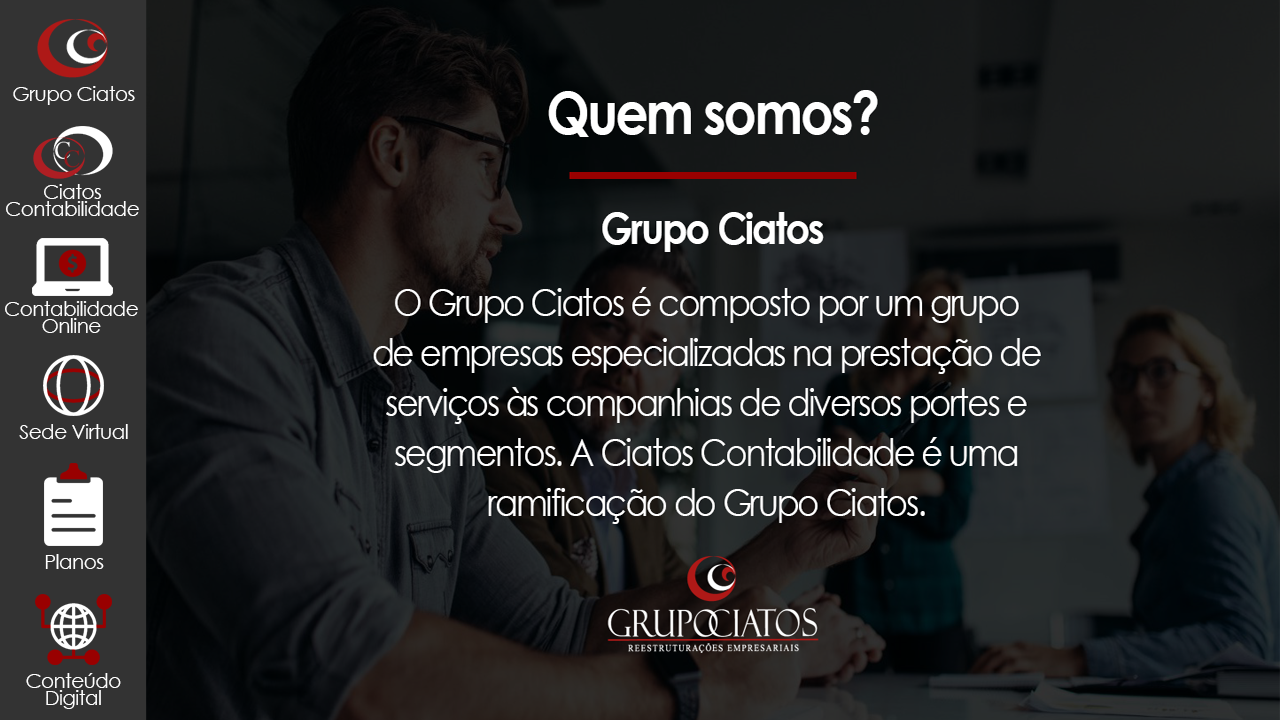 Grupo Ciatos
Ciatos
Contabilidade
Contabilidade
Online
Sede Virtual
Planos
Conteúdo
Digital
Quem somos?
Grupo Ciatos
O Grupo Ciatos é composto por um grupo
de empresas especializadas na prestação de
serviços às companhias de diversos portes e
segmentos. A Ciatos Contabilidade é uma
ramificação do Grupo Ciatos.
GRUPOCIATOS
REESTRUTURAÇÕES EMPRESARIAIS